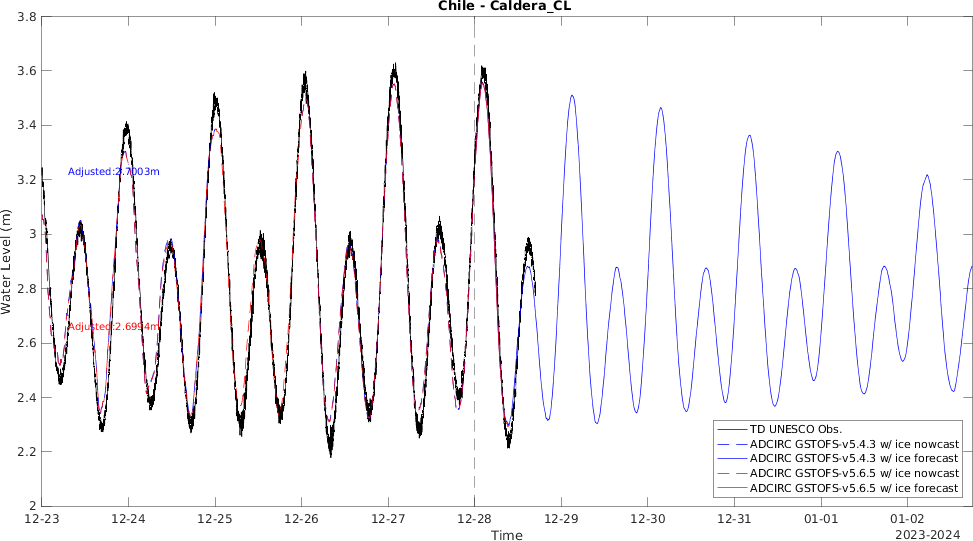 Chile - Caldera_CL
3.8
3.6
3.4
3.2
3
2.8
2.6
2.4
2.2
2
Water Level (m)
Adjusted:2.7003m
Adjusted:2.6994m
TD UNESCO Obs.
ADCIRC GSTOFS-v5.4.3 w/ ice nowcast
ADCIRC GSTOFS-v5.4.3 w/ ice forecast
ADCIRC GSTOFS-v5.6.5 w/ ice nowcast
ADCIRC GSTOFS-v5.6.5 w/ ice forecast
12-23 12-24 12-25 12-26 12-27 12-28 12-29 12-30 12-31 01-01 01-02
Time
2023-2024